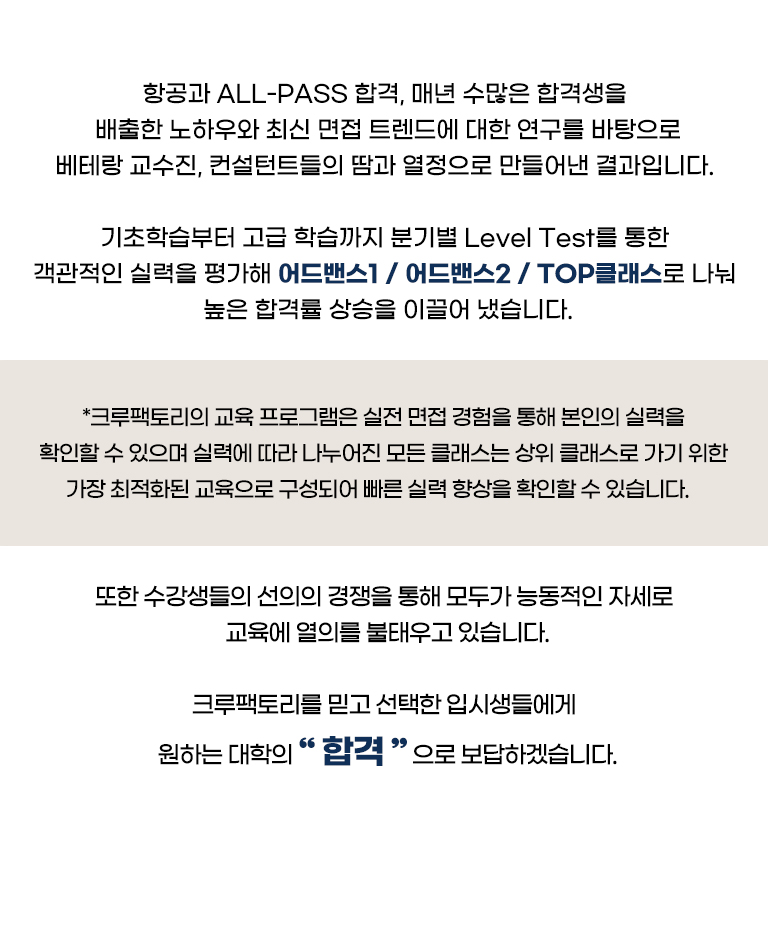 항공과 ALL-PASS 합격, 매년 수많은 합격생을
배출한 노하우와 최신 면접 트렌드에 대한 연구를 바탕으로
베테랑 교수진, 컨설턴트들의 땀과 열정으로 만들어낸 결과입니다.
기초학습부터 고급 학습까지 분기별 Level Test를 통한
객관적인 실력을 평가해 어드밴스1 / 어드밴스2 / TOP클래스로 나눠
높은 합격률 상승을 이끌어 냈습니다.
*크루팩토리의 교육 프로그램은 실전 면접 경험을 통해 본인의 실력을
확인할 수 있으며 실력에 따라 나누어진 모든 클래스는 상위 클래스로 가기 위한
가장 최적화된 교육으로 구성되어 빠른 실력 향상을 확인할 수 있습니다.
또한 수강생들의 선의의 경쟁을 통해 모두가 능동적인 자세로
교육에 열의를 불태우고 있습니다.
크루팩토리를 믿고 선택한 입시생들에게
원하는 대학의 “ 합격 ” 으로 보답하겠습니다.